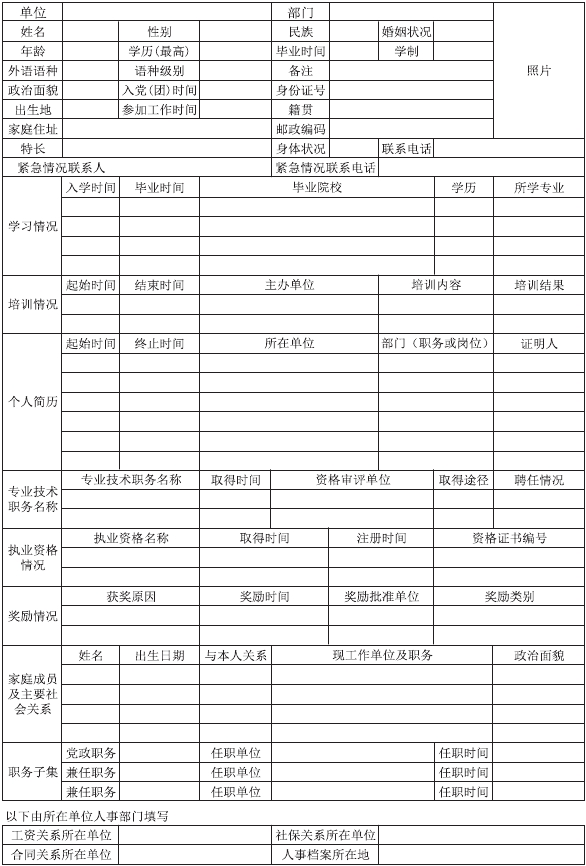 单位 部门
姓名 性别 民族 婚姻状况
年龄 学历(最高) 毕业时间 学制
外语语种 语种级别 备注 照片
政治面貌 入党(团)时间 身份证号
出生地 参加工作时间 籍贯
家庭住址 邮政编码
特长 身体状况 联系电话
紧急情况联系人 紧急情况联系电话
入学时间 毕业时间 毕业院校 学历 所学专业
学习情况
起始时间 结束时间 主办单位 培训内容 培训结果
培训情况
起始时间 终止时间 所在单位 部门（职务或岗位） 证明人
个人简历
专业技术职务名称 取得时间 资格审评单位 取得途径 聘任情况
专业技术
职务名称
执业资格名称 取得时间 注册时间 资格证书编号
执业资格
情况
获奖原因 奖励时间 奖励批准单位 奖励类别
奖励情况
姓名 出生日期 与本人关系 现工作单位及职务 政治面貌
家庭成员
及主要社
会关系
党政职务 任职单位 任职时间
职务子集 兼任职务 任职单位 任职时间
兼任职务 任职单位 任职时间
以下由所在单位人事部门填写
工资关系所在单位 社保关系所在单位
合同关系所在单位 人事档案所在地